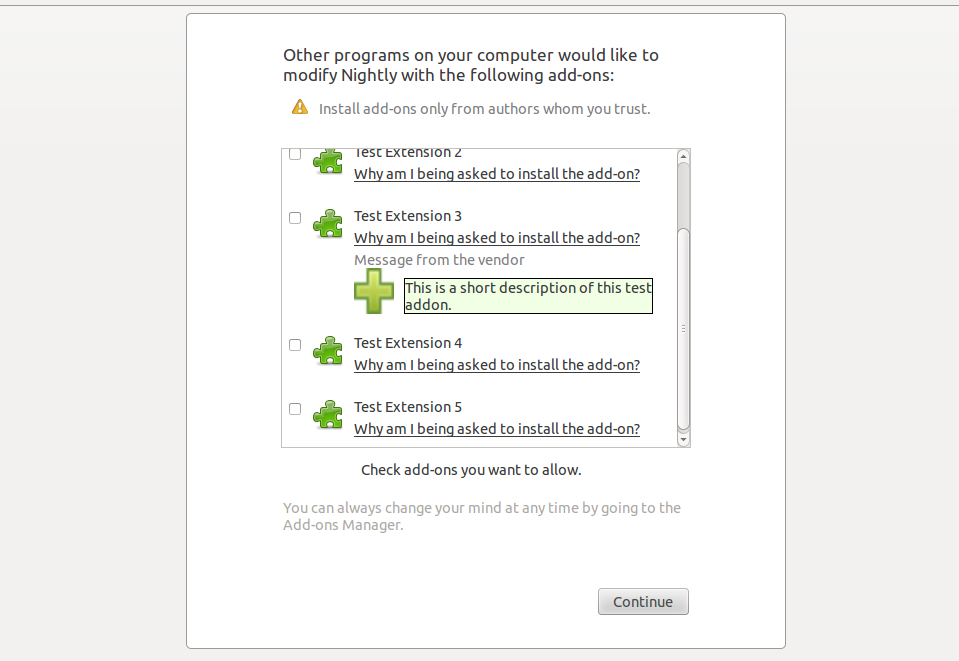 Other programs on your computer would like to
modify Nightly with the following add-ons:
Install add-ons only from authors whom you trust.
Test Extension 2
Why am I being asked to install the add-on?
Test Extension 3
Why am I being asked to install the add-on?
Message from the vendor
This is a short description of this test
addon.
Test Extension 4
Why am I being asked to install the add-on?
Test Extension 5
Why am I being asked to install the add-on?
Check add-ons you want to allow.
You can always change your mind at any time by going to the
Add-ons Manager.
Continue